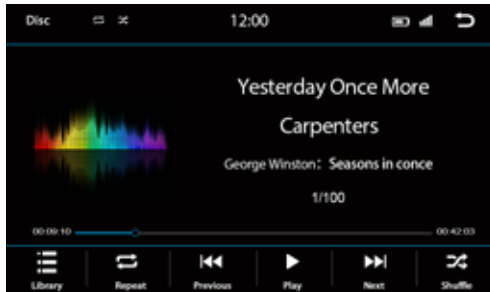 Disc 12:00
Yesterday Once More
Carpenters
George Winston: Seasons in conce
1/100
00:09:10 00:42:03
Library Repeat Previous Play Next Shuffle